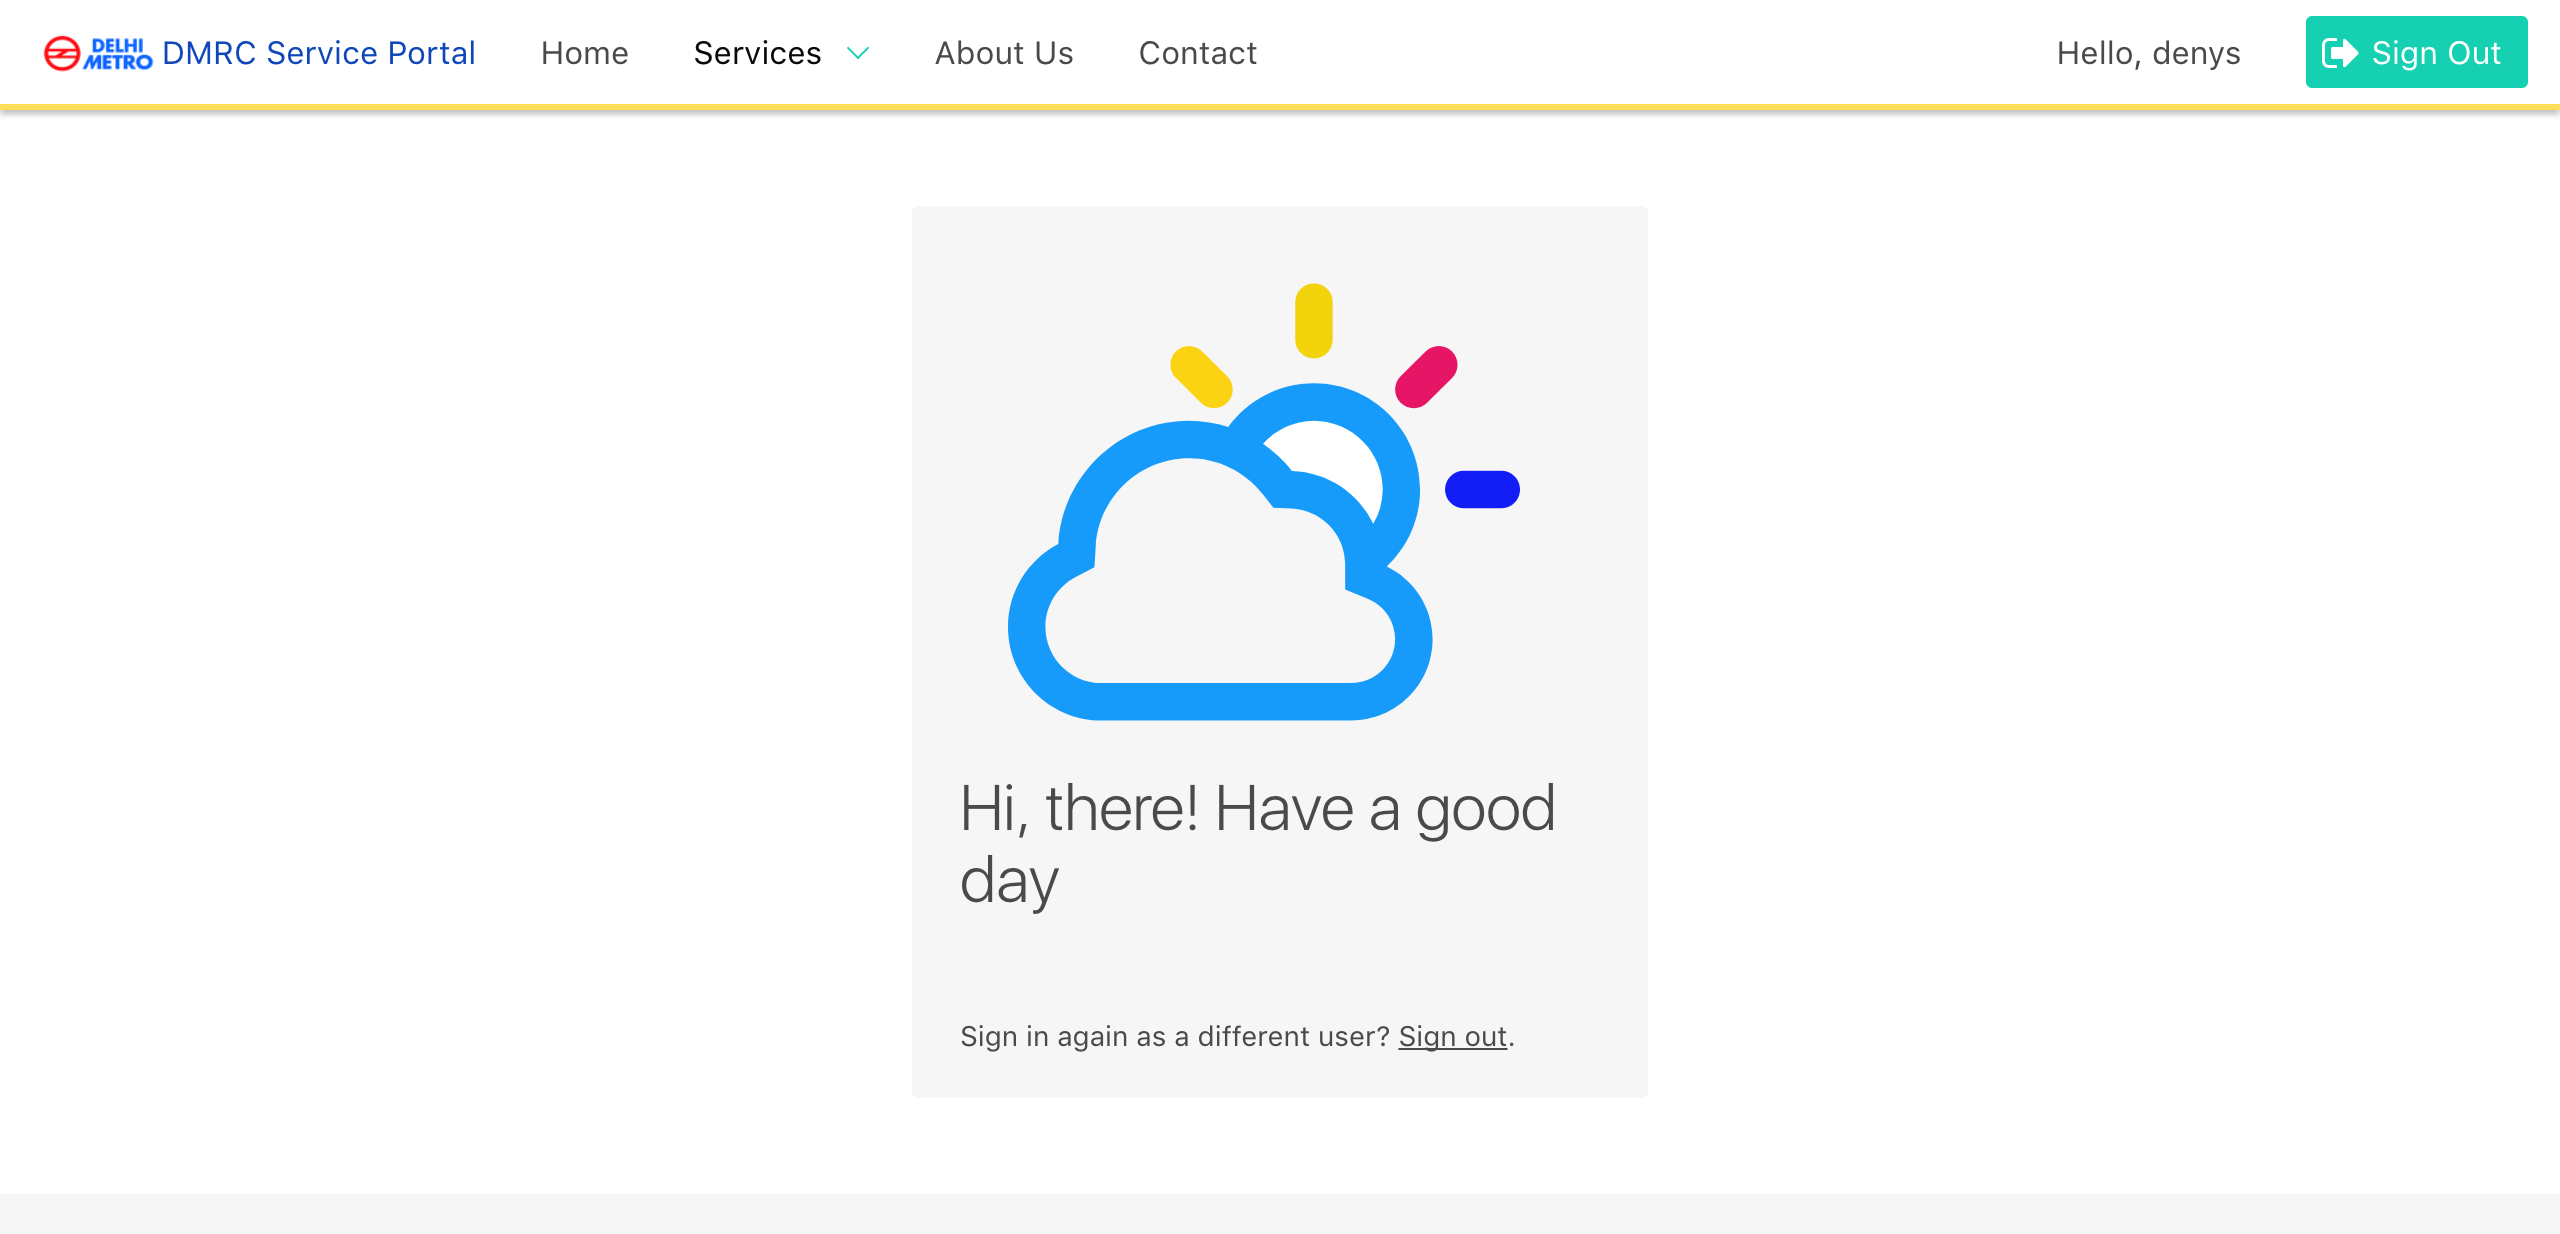 DELHI METRO DMRC Service Portal Home Services About Us Contact Hello, denys Sign Out
Hi, there! Have a good
day
Sign in again as a different user? Sign out.